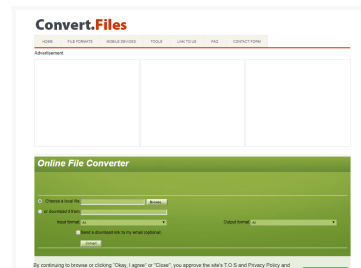 Convert.Files
HOME FILE FORMATS MOBILE DEVICES TOOLS LINK TO US FAQ CONTACT FORM
Advertisement
Online File Converter
Choose a local file Browse
or download it from
Input format: All Output format: All
Send a download link to my email (optional)
Convert
By continuing to browse or clicking "Okay, I agree" or "Close", you approve the site's T.O.S and Privacy Policy and